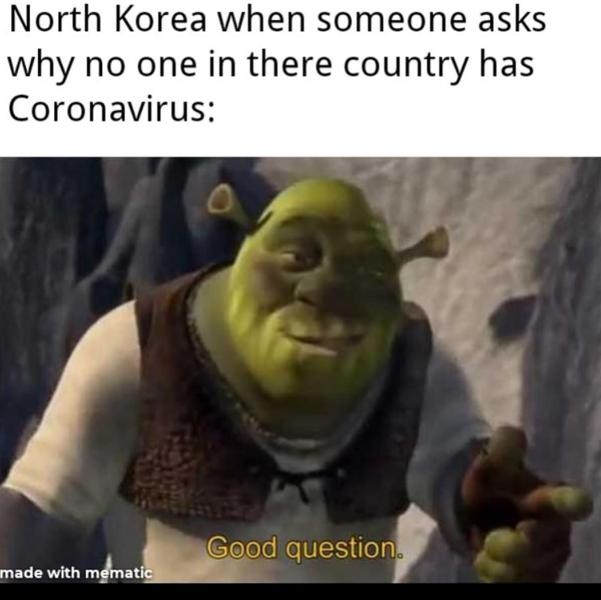 North Korea when someone asks
why no one in there country has
Coronavirus:
Good question.
made with mematic